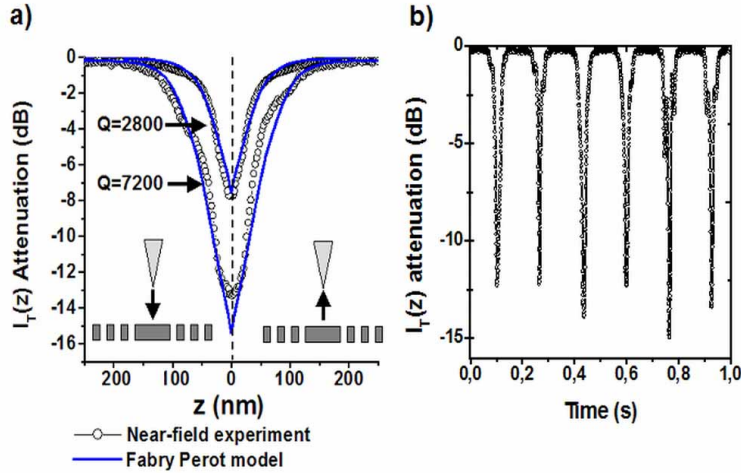 a)
I_T(z) Attenuation (dB)
0
-2
-4
-6
-8
-10
-12
-14
-16
Q=2800
Q=7200
200 100 0 100 200
z (nm)
Near-field experiment
Fabry Perot model
b)
I_T(z) attenuation (dB)
0
-5
-10
-15
0,0 0,2 0,4 0,6 0,8 1,0
Time (s)